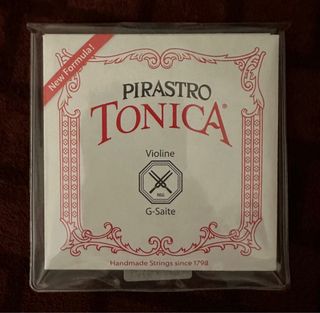 New Formula!
PIRASTRO
TONICA®
Violine
G-Saite
Handmade Strings since 1798